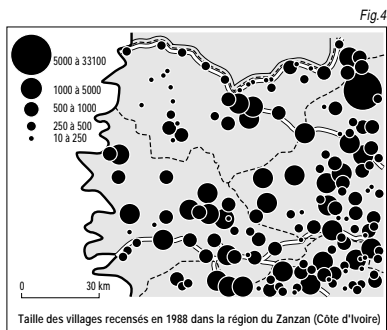 Fig.4
5000 à 33100
1000 à 5000
500 à 1000
250 à 500
10 à 250
0 30 km
Taille des villages recensés en 1988 dans la région du Zanzan (Côte d'Ivoire)